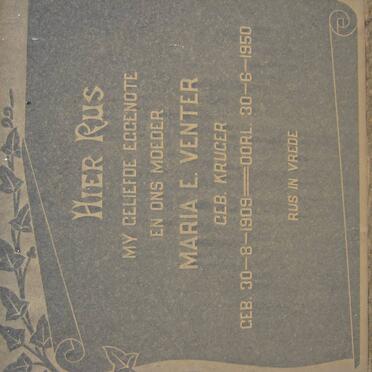 HIER RUS
MY GELIEFDE EGGENOTE
EN ONS MOEDER
MARIA E. VENTER
GEB. KRUGER
GEB. 30-8-1909 — OORL. 30-6-1950
RUS IN VREDE